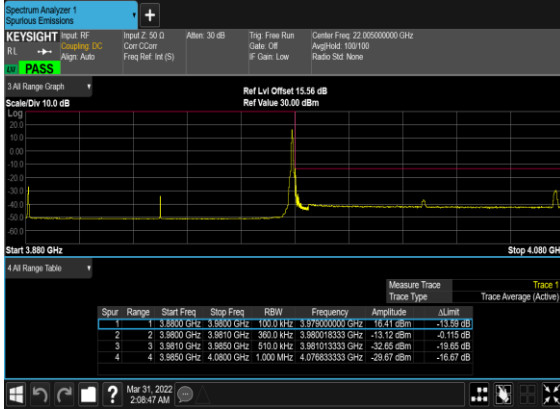 Spectrum Analyzer 1
Spurious Emissions
+
KEYSIGHT Input: RF Input Z: 50 Ω Atten: 30 dB Trig: Free Run Center Freq: 22.005000000 GHz
RL Coupling: DC Corr CCorr Gate: Off Avg|Hold: 100/100
Align: Auto Freq Ref: Int (S) IF Gain: Low Radio Std: None
PASS
3 All Range Graph
Ref Lvl Offset 15.56 dB
Scale/Div 10.0 dB Ref Value 30.00 dBm
Log
20.0
10.0
0.00
-10.0
-20.0
-30.0
-40.0
-50.0
-60.0
Start 3.880 GHz Stop 4.080 GH
4 All Range Table
Measure Trace Trace 1
Trace Type Trace Average (Active)
Spur Range Start Freq Stop Freq RBW Frequency Amplitude ΔLimit
1 1 3.8800 GHz 3.9800 GHz 100.0 kHz 3.979000000 GHz 16.41 dBm -13.59 dB
2 2 3.9800 GHz 3.9810 GHz 360.0 kHz 3.980018333 GHz -13.12 dBm -0.115 dB
3 3 3.9810 GHz 3.9850 GHz 510.0 kHz 3.981013333 GHz -32.65 dBm -19.65 dB
4 4 3.9850 GHz 4.0800 GHz 1.000 MHz 4.076833333 GHz -29.67 dBm -16.67 dB
?
Mar 31, 2022
2:08:47 AM